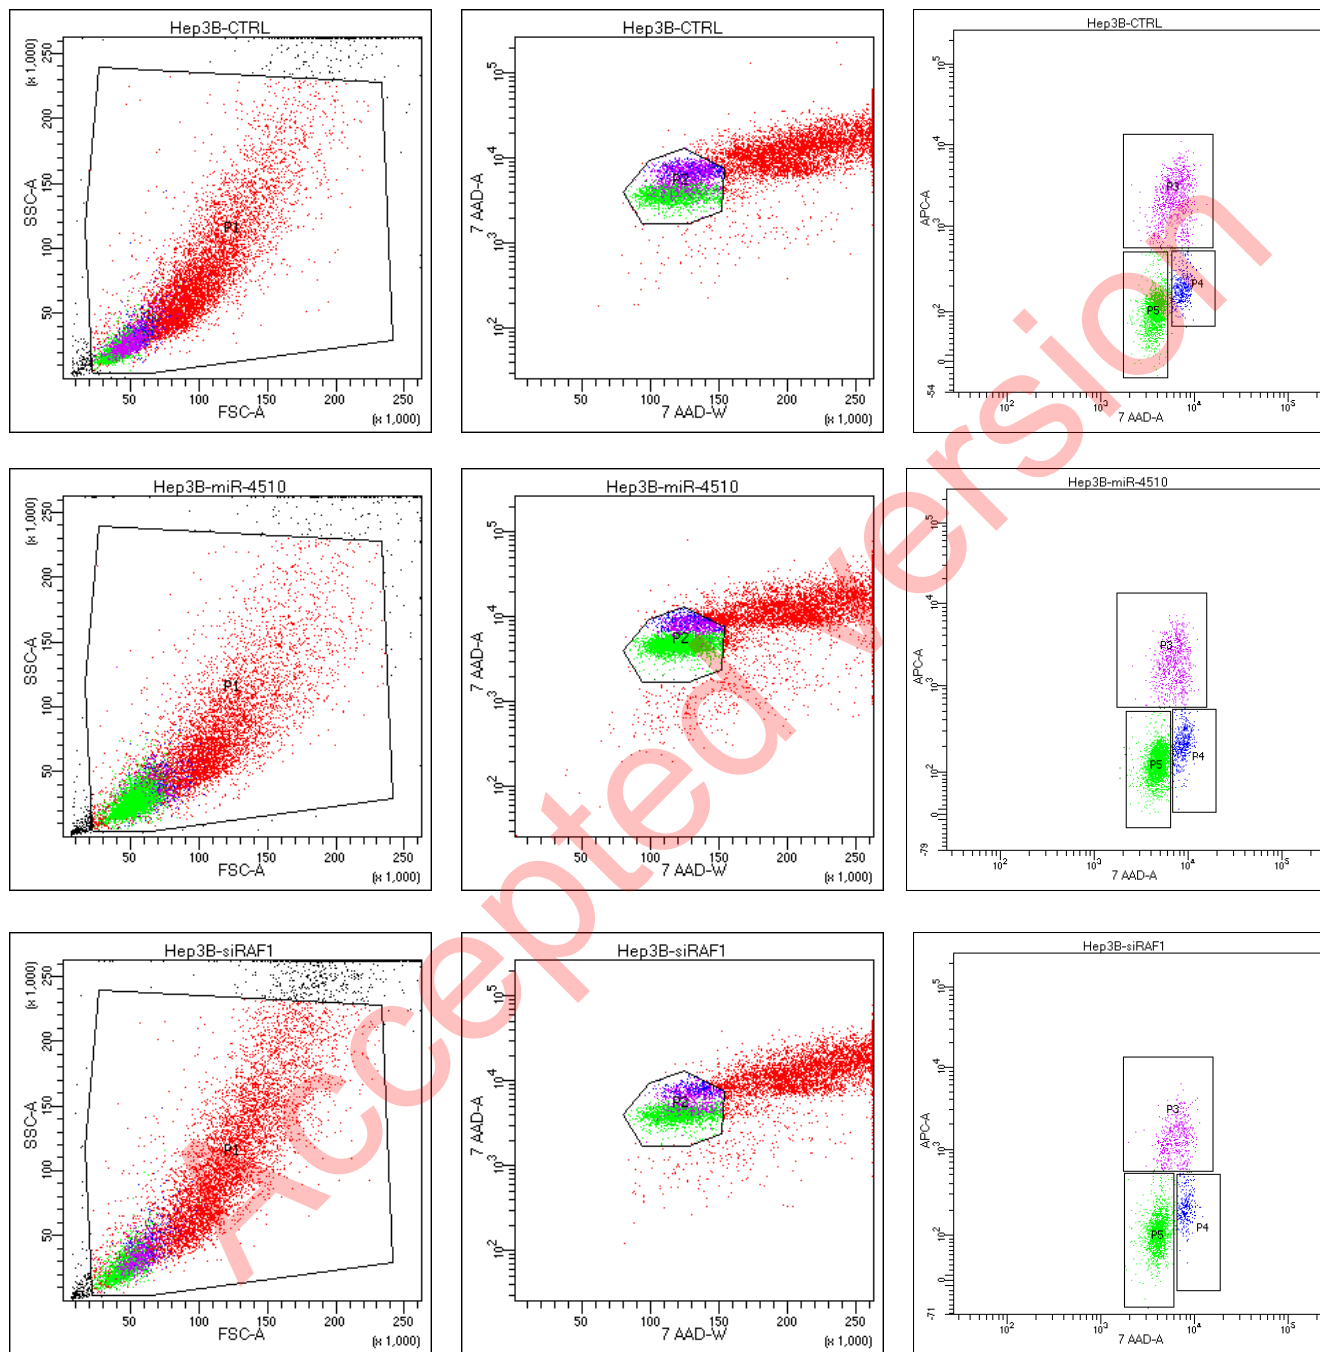 Hep3B-CTRL
(x 1,000)
250
200
150
100
50
SSC-A
P1
50 100 150 200 250
FSC-A
(x 1,000)
Hep3B-CTRL
10^5
10^4
10^3
10^2
7 AAD-A
P2
50 100 150 200 250
7 AAD-W
(x 1,000)
Hep3B-CTRL
10^5
10^4
10^3
10^2
0
-54
APC-A
P3
P4
P5
10^2 10^3 10^4 10^5
7 AAD-A
Hep3B-miR-4510
(x 1,000)
250
200
150
100
50
SSC-A
P1
50 100 150 200 250
FSC-A
(x 1,000)
Hep3B-miR-4510
10^5
10^4
10^3
10^2
7 AAD-A
P2
50 100 150 200 250
7 AAD-W
(x 1,000)
Hep3B-miR-4510
10^5
10^4
10^3
10^2
0
-79
APC-A
P3
P4
P5
10^2 10^3 10^4 10^5
7 AAD-A
Hep3B-siRAF1
(x 1,000)
250
200
150
100
50
SSC-A
P1
50 100 150 200 250
FSC-A
(x 1,000)
Hep3B-siRAF1
10^5
10^4
10^3
10^2
7 AAD-A
P2
50 100 150 200 250
7 AAD-W
(x 1,000)
Hep3B-siRAF1
10^5
10^4
10^3
10^2
0
-71
APC-A
P3
P4
P5
10^2 10^3 10^4 10^5
7 AAD-A
Accepted version